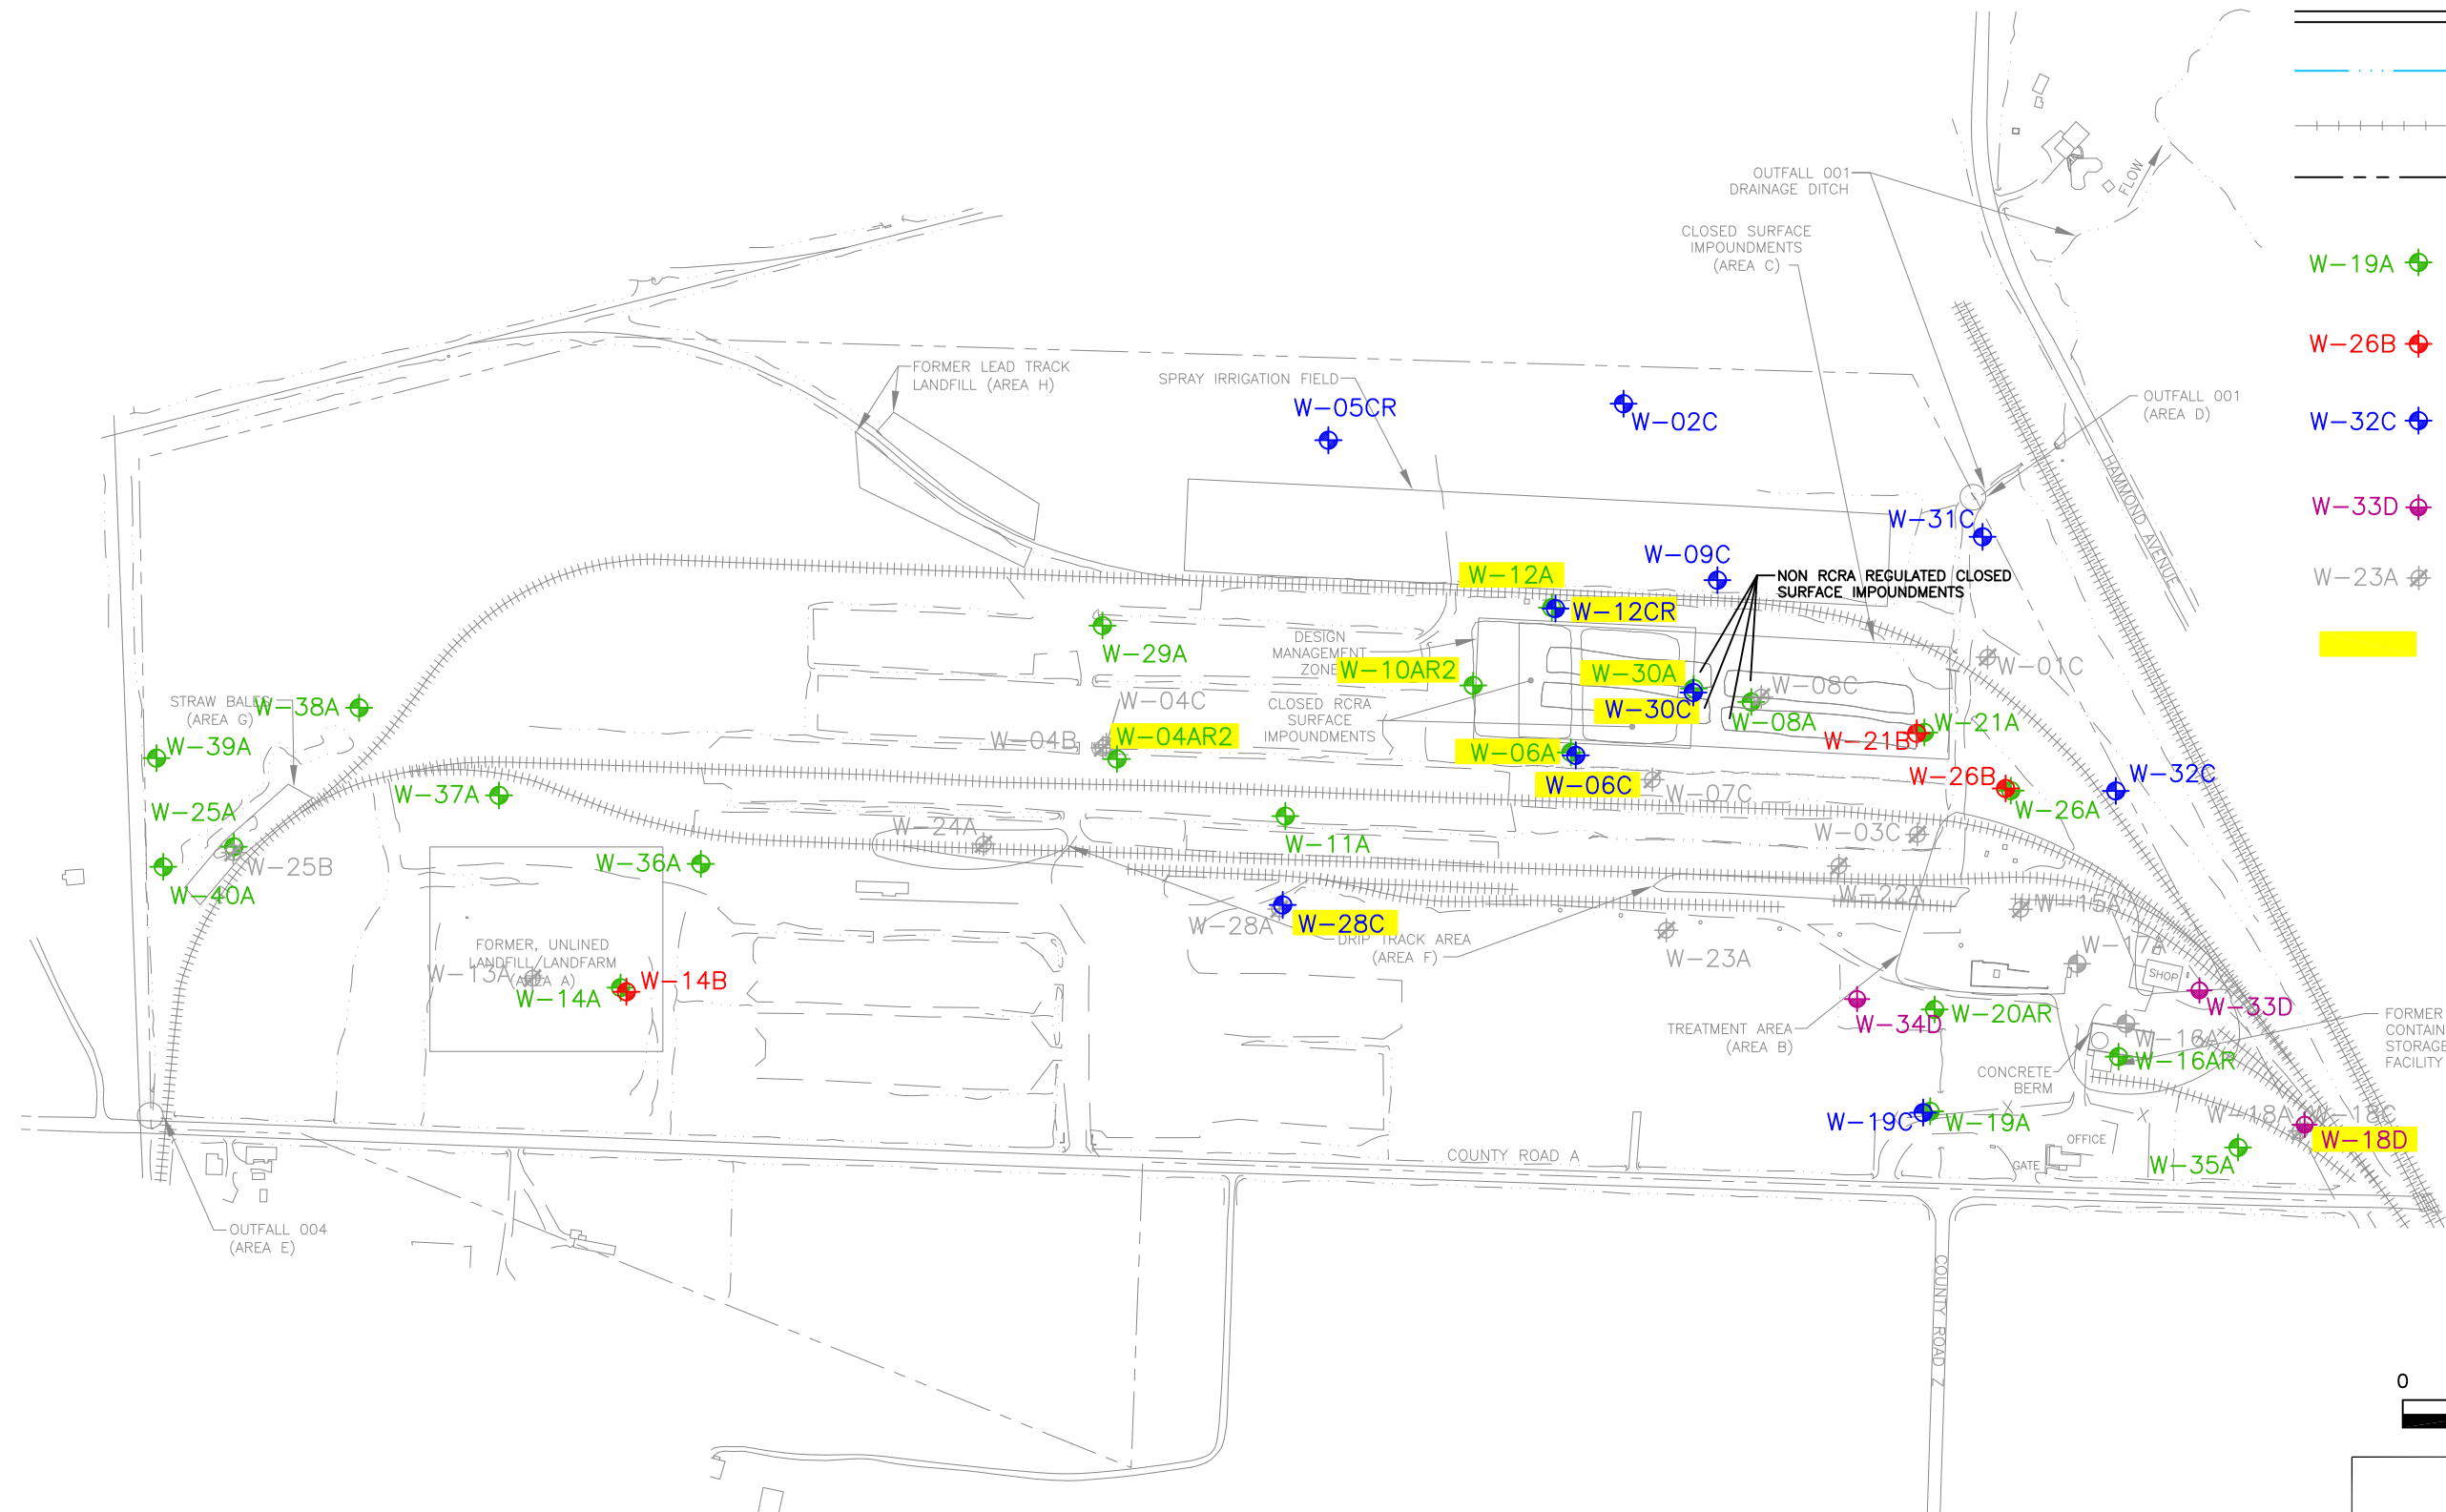 OUTFALL 001
DRAINAGE DITCH
FLOW
CLOSED SURFACE
IMPOUNDMENTS
(AREA C)
W-19A
W-26B
W-32C
W-33D
W-23A
FORMER LEAD TRACK
LANDFILL (AREA H)
SPRAY IRRIGATION FIELD
W-05CR
W-02C
OUTFALL 001
(AREA D)
HAMMOND AVENUE
W-31C
W-09C
W-12A
NON RCRA REGULATED CLOSED
SURFACE IMPOUNDMENTS
W-12CR
DESIGN
MANAGEMENT
ZONE
W-29A
W-10AR2
W-30A
W-01C
W-08C
W-04C
CLOSED RCRA
SURFACE
IMPOUNDMENTS
W-30C
W-08A
W-21A
STRAW BALES
(AREA G)
W-38A
W-39A
W-04B
W-04AR2
W-06A
W-21B
W-06C
W-07C
W-26B
W-32C
W-26A
W-37A
W-25A
W-24A
W-11A
W-03C
W-25B
W-36A
W-40A
W-22A
W-15A
W-28A
W-28C
DRIP TRACK AREA
(AREA F)
W-23A
W-17A
SHOP
FORMER, UNLINED
LANDFILL/LANDFARM
(AREA A)
W-13A
W-14A
W-14B
W-33D
W-34D
W-20AR
TREATMENT AREA
(AREA B)
W-16A
W-16AR
FORMER
CONTAIN
STORAGE
FACILITY
CONCRETE
BERM
W-19C
W-19A
W-18A
W-18C
W-18D
OFFICE
GATE
W-35A
COUNTY ROAD A
OUTFALL 004
(AREA E)
COUNTY ROAD Z
0